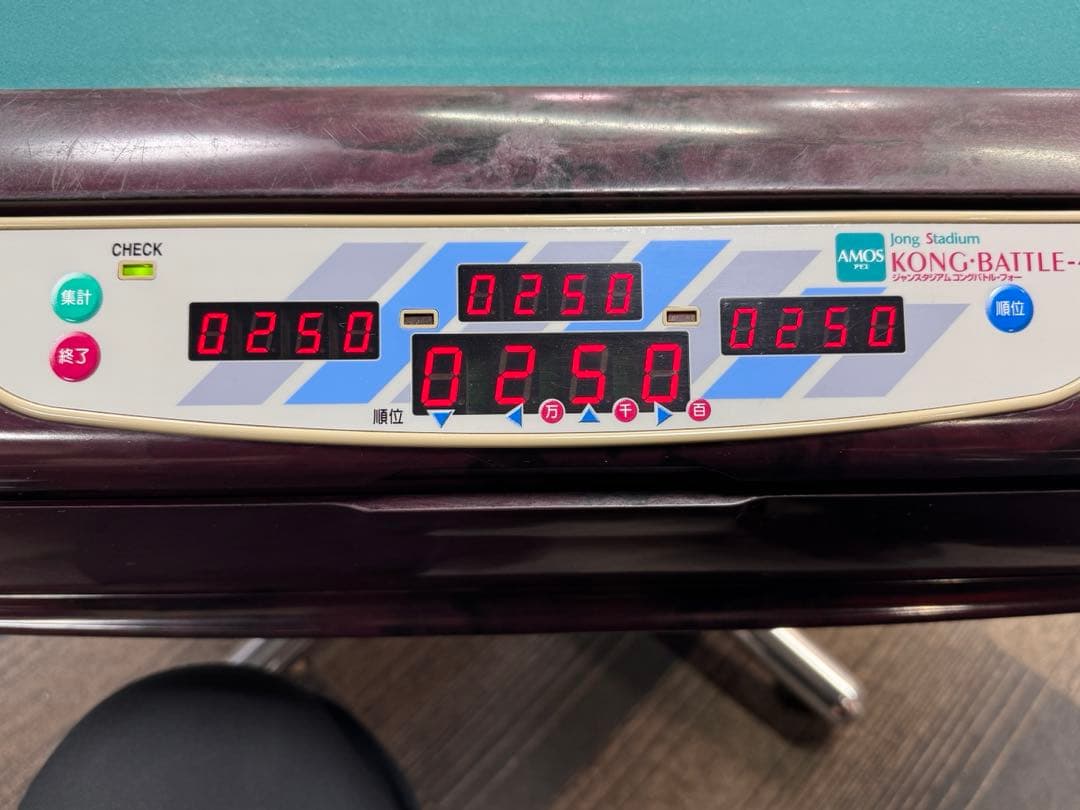 CHECK
集計
終了
0250
0250
0250
0250
順位
万
千
百
AMOS
アモス
Jong Stadium
KONG・BATTLE-
ジャンスタジアム コングバトル・フォー
順位